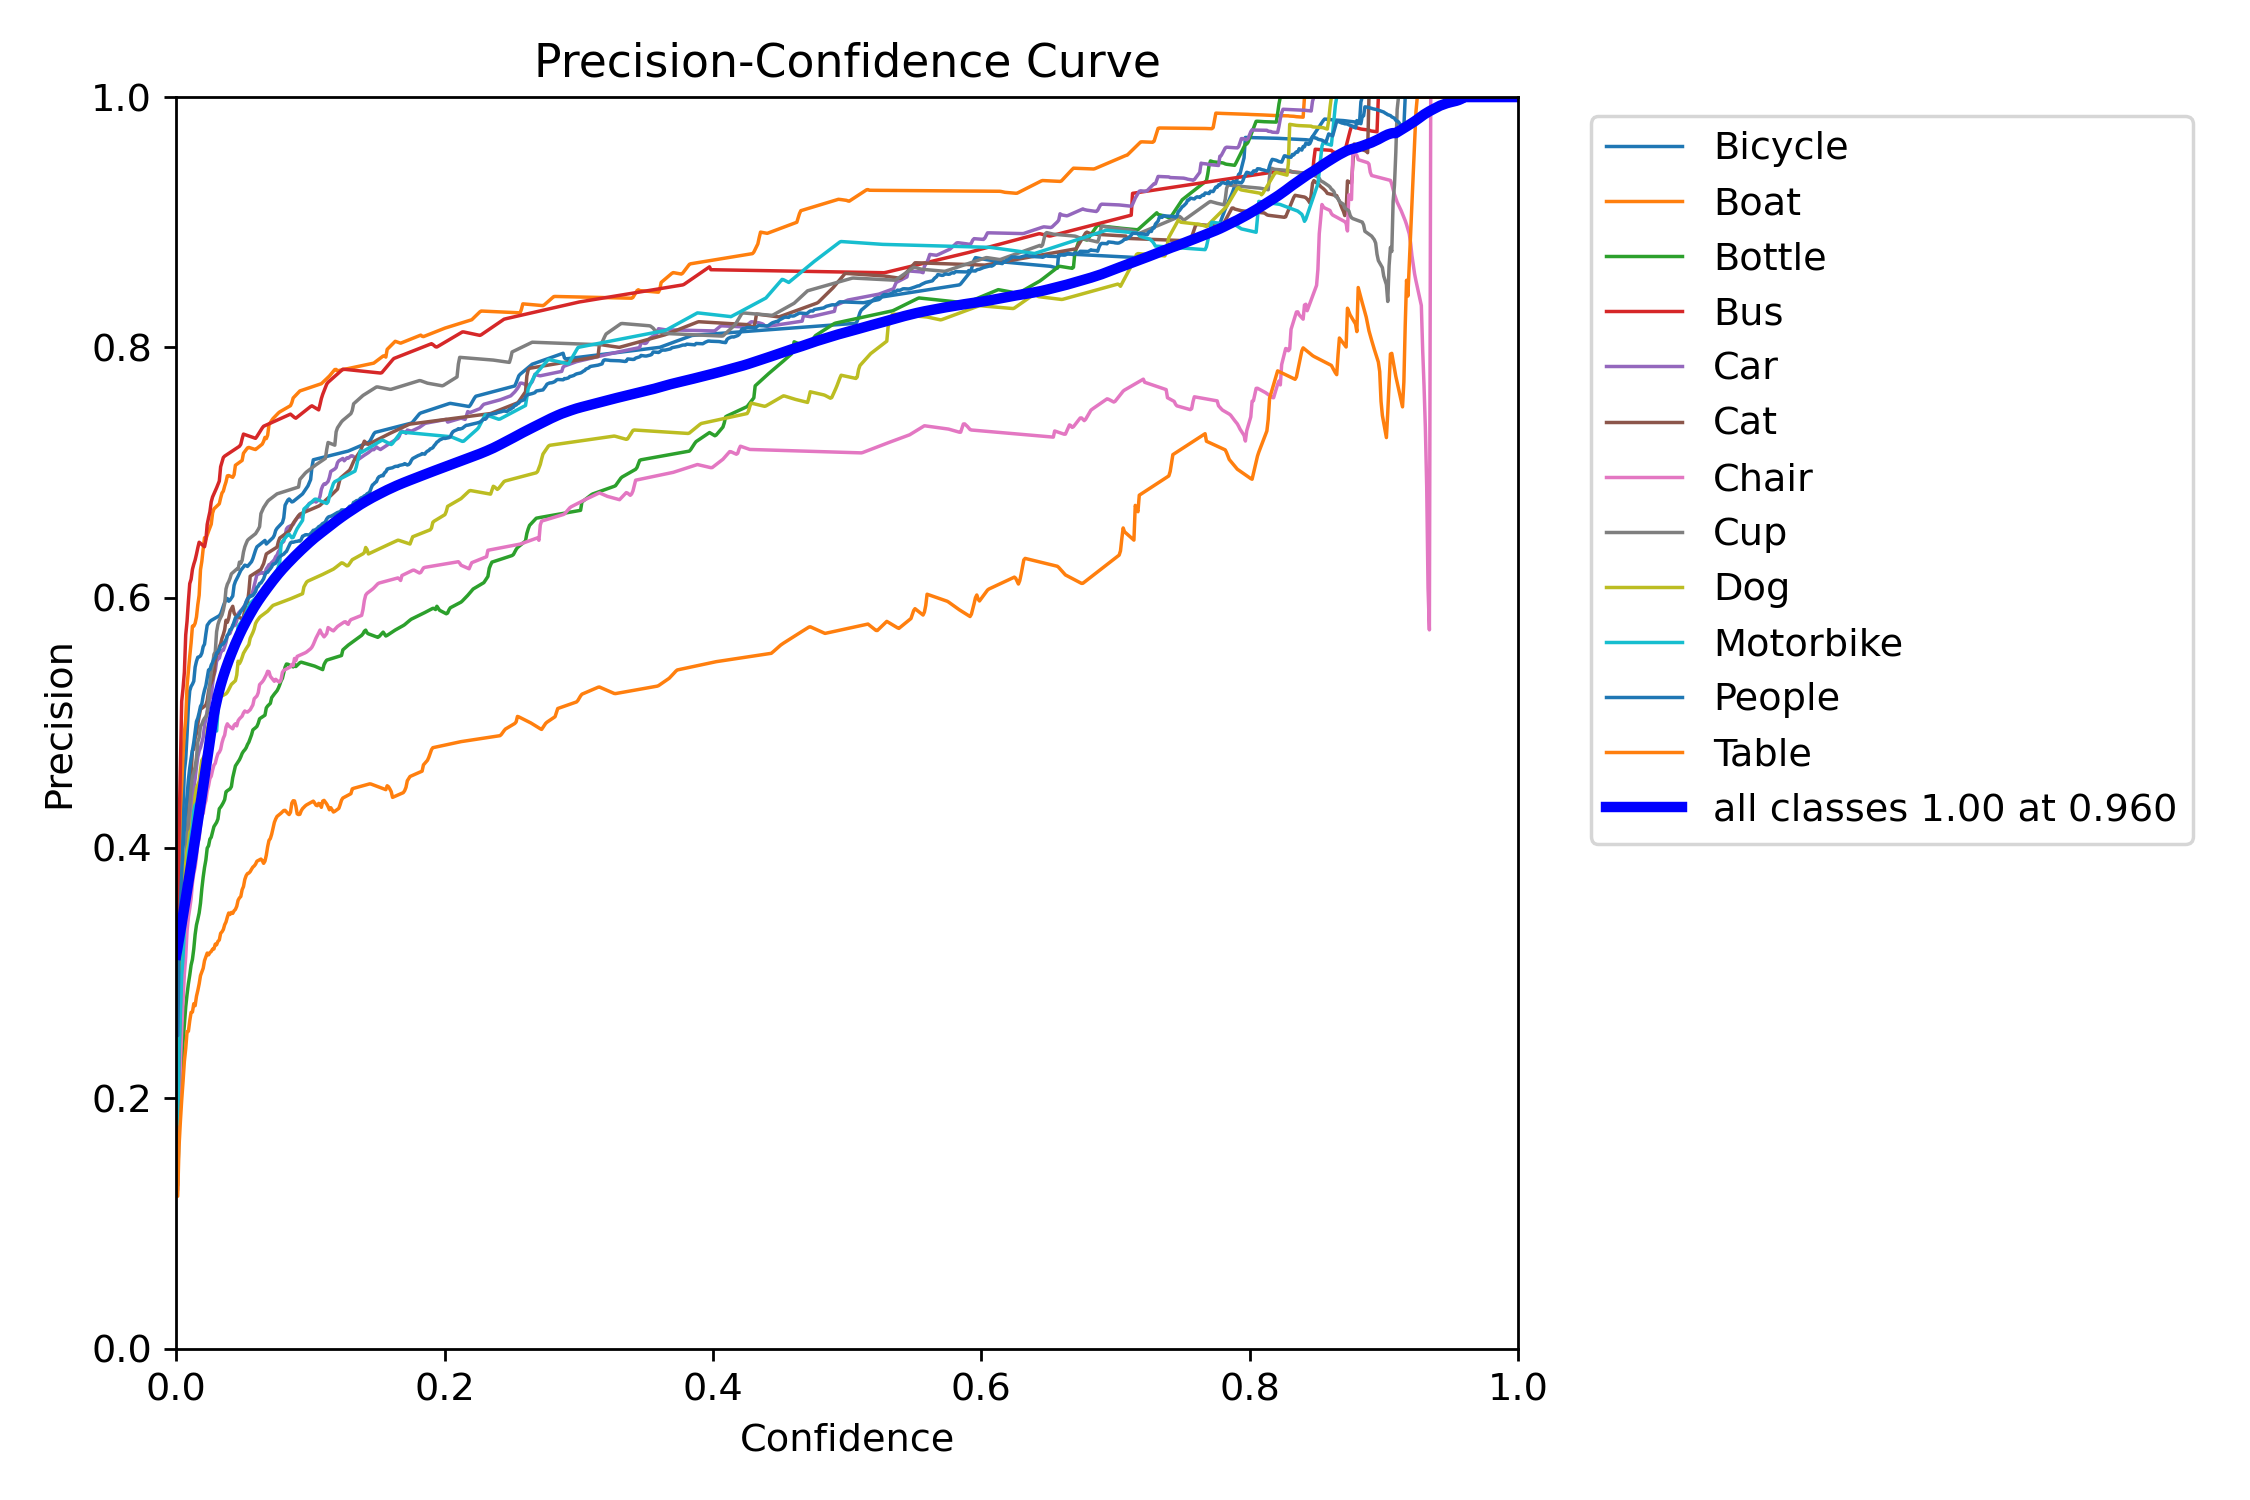 Precision-Confidence Curve
1.0
0.8
0.6
0.4
0.2
0.0
Precision
0.0 0.2 0.4 0.6 0.8 1.0
Confidence
Bicycle
Boat
Bottle
Bus
Car
Cat
Chair
Cup
Dog
Motorbike
People
Table
all classes 1.00 at 0.960